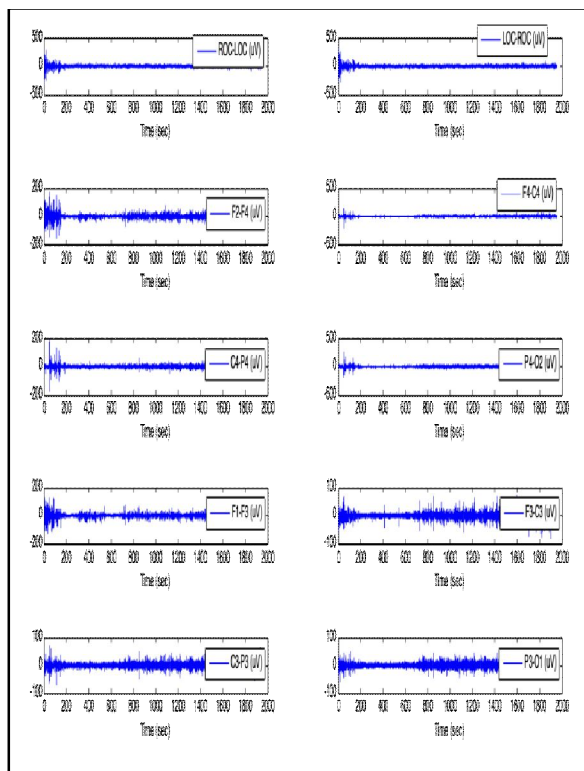 500 ROC-LOC (uV)
0
-500
0 200 400 600 800 1000 1200 1400 1600 1800 2000
Time (sec)
500 LOC-ROC (uV)
0
-500
0 200 400 600 800 1000 1200 1400 1600 1800 2000
Time (sec)
200
0 F2-F4 (uV)
-200
0 200 400 600 800 1000 1200 1400 1600 1800 2000
Time (sec)
500 F4-C4 (uV)
0
-500
0 200 400 600 800 1000 1200 1400 1600 1800 2000
Time (sec)
200
0 C4-P4 (uV)
-200
0 200 400 600 800 1000 1200 1400 1600 1800 2000
Time (sec)
500
0 P4-O2 (uV)
-500
0 200 400 600 800 1000 1200 1400 1600 1800 2000
Time (sec)
200
0 F1-F3 (uV)
-200
0 200 400 600 800 1000 1200 1400 1600 1800 2000
Time (sec)
100
0 F3-C3 (uV)
-100
0 200 400 600 800 1000 1200 1400 1600 1800 2000
Time (sec)
100
0 C3-P3 (uV)
-100
0 200 400 600 800 1000 1200 1400 1600 1800 2000
Time (sec)
100
0 P3-O1 (uV)
-100
0 200 400 600 800 1000 1200 1400 1600 1800 2000
Time (sec)